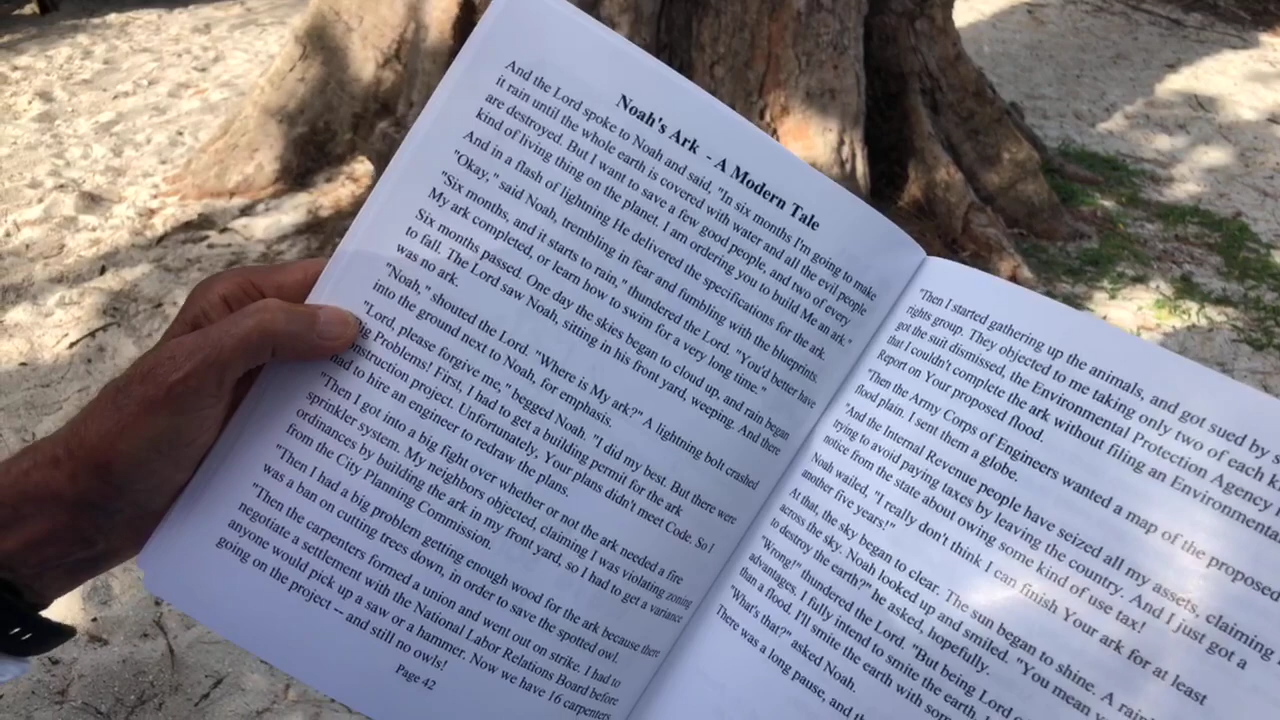 Noah's Ark - A Modern Tale
And the Lord spoke to Noah and said, "In six months I'm going to make
it rain until the whole earth is covered with water and all the evil people
are destroyed. But I want to save a few good people, and two of every
kind of living thing on the planet. I am ordering you to build Me an ark."
And in a flash of lightning He delivered the specifications for the ark.
"Okay," said Noah, trembling in fear and fumbling with the blueprints.
"Six months, and it starts to rain," thundered the Lord. "You'd better have
My ark completed, or learn how to swim for a very long time."
Six months passed. One day the skies began to cloud up, and rain began
to fall. The Lord saw Noah, sitting in his front yard, weeping. And there
was no ark.
"Noah," shouted the Lord. "Where is My ark?" A lightning bolt crashed
into the ground next to Noah, for emphasis.
"Lord, please forgive me," begged Noah. "I did my best. But there were
Problems! First, I had to get a building permit for the ark
nstruction project. Unfortunately, Your plans didn't meet Code. So I
had to hire an engineer to redraw the plans.
"Then I got into a big fight over whether or not the ark needed a fire
sprinkler system. My neighbors objected, claiming I was violating zoning
ordinances by building the ark in my front yard, so I had to get a variance
from the City Planning Commission.
"Then I had a big problem getting enough wood for the ark because there
was a ban on cutting trees down, in order to save the spotted owl.
"Then the carpenters formed a union and went out on strike. I had to
negotiate a settlement with the National Labor Relations Board before
anyone would pick up a saw or a hammer. Now we have 16 carpenters
going on the project -- and still no owls!
Page 42
"Then I started gathering up the animals, and got sued by
rights group. They objected to me taking only two of each
got the suit dismissed, the Environmental Protection Agency
that I couldn't complete the ark without filing an Environmenta
Report on Your proposed flood.
"Then the Army Corps of Engineers wanted a map of the proposed
flood plain. I sent them a globe.
"And the Internal Revenue people have seized all my assets, claiming
trying to avoid paying taxes by leaving the country. And I just got a
notice from the state about owing some kind of use tax!
Noah wailed, "I really don't think I can finish Your ark for at least
another five years!"
At that, the sky began to clear. The sun began to shine. A rain
across the sky. Noah looked up and smiled. "You mean y
to destroy the earth?" he asked, hopefully.
"Wrong!" thundered the Lord. "But being Lord
advantages. I fully intend to smite the earth,
than a flood. I'll smite the earth with som
"What's that?" asked Noah.
There was a long pause, and th